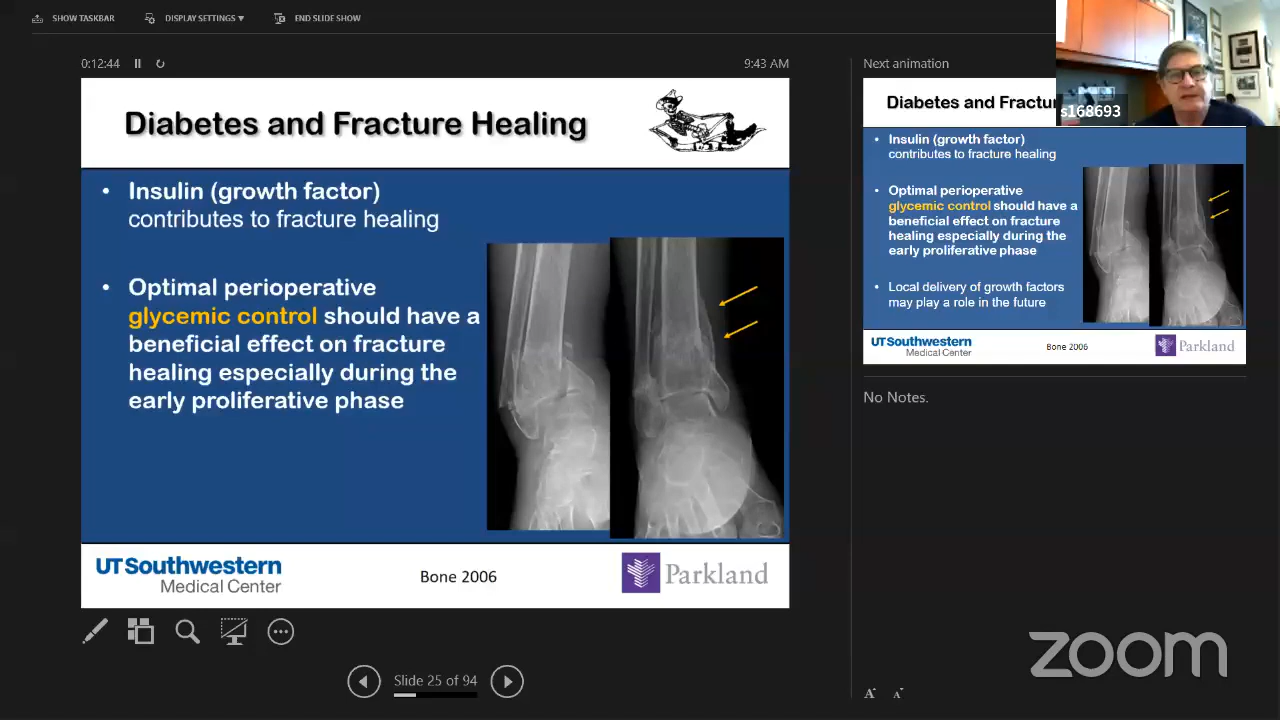 SHOW TASKBAR
DISPLAY SETTINGS ▼
END SLIDE SHOW
0:12:44
9:43 AM
Diabetes and Fracture Healing
• Insulin (growth factor)
contributes to fracture healing
• Optimal perioperative
glycemic control should have a
beneficial effect on fracture
healing especially during the
early proliferative phase
UTSouthwestern
Medical Center
Bone 2006
Parkland
Slide 25 of 94
Next animation
s168693
Diabetes and Fractu
• Insulin (growth factor)
contributes to fracture healing
• Optimal perioperative
glycemic control should have a
beneficial effect on fracture
healing especially during the
early proliferative phase
• Local delivery of growth factors
may play a role in the future
UTSouthwestern
Medical Center
Bone 2006
Parkland
No Notes.
zoom
A A